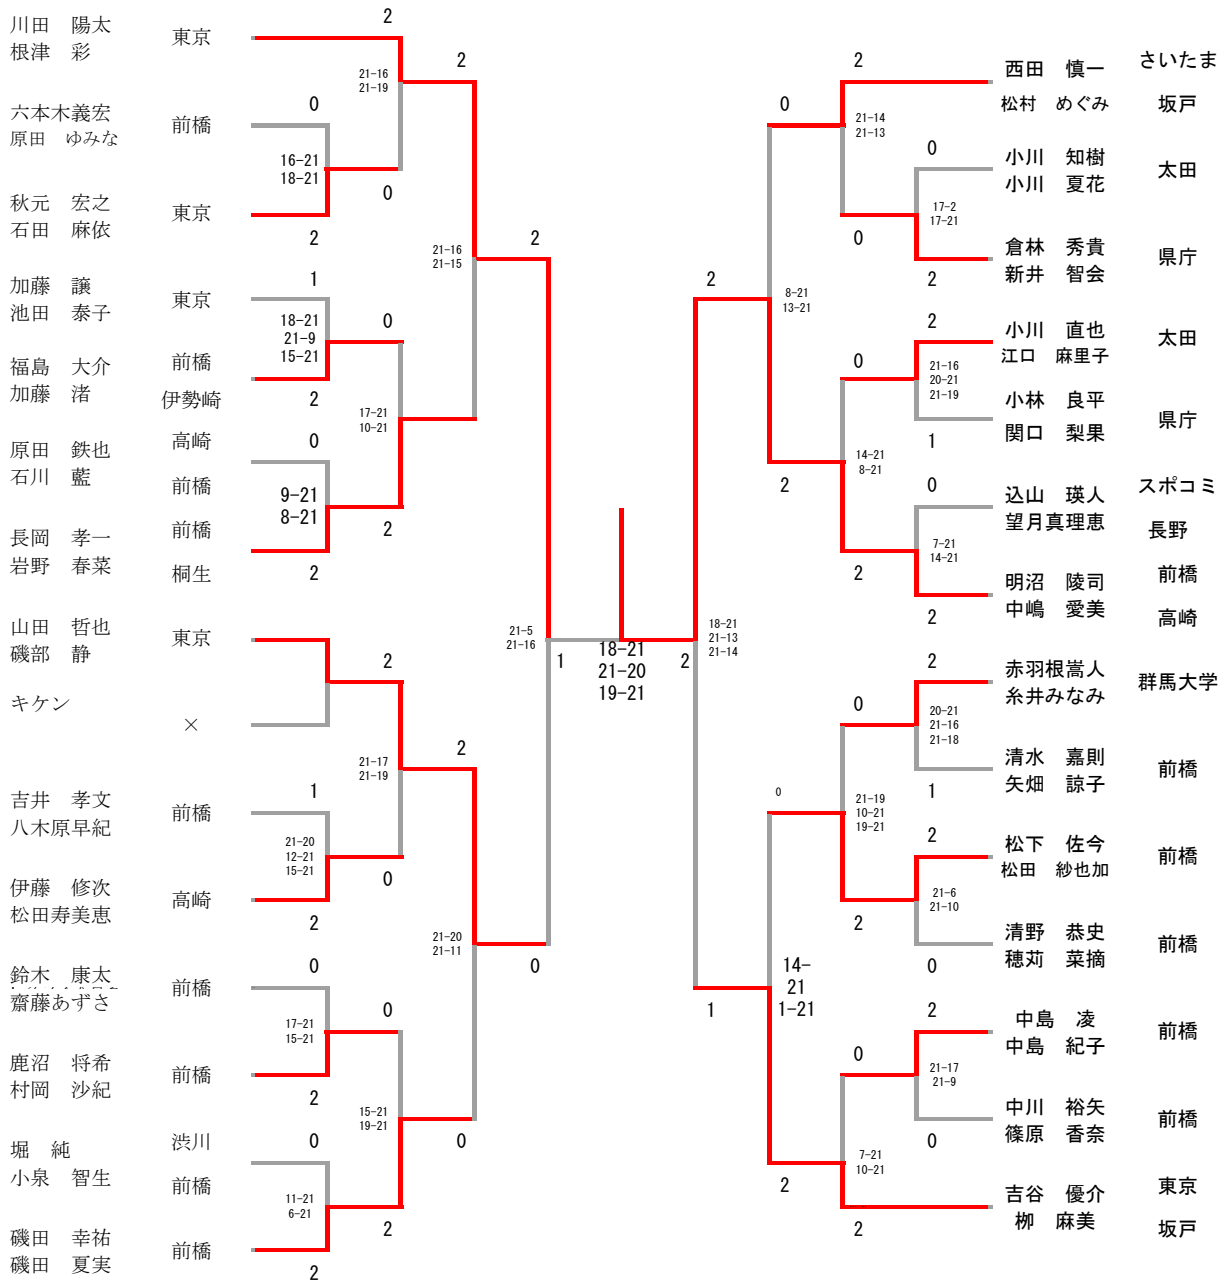 川田　陽太
根津　彩
東京
2
21-16
21-19
2
六本木義宏
原田　ゆみな
前橋
0
16-21
18-21
0
秋元　宏之
石田　麻依
東京
2
21-16
21-15
2
加藤　譲
池田　泰子
東京
1
18-21
21-9
15-21
0
福島　大介
加藤　渚
前橋
伊勢崎
2
17-21
10-21
原田　鉄也
石川　藍
高崎
前橋
0
9-21
8-21
2
長岡　孝一
岩野　春菜
前橋
桐生
2
山田　哲也
磯部　静
東京
2
21-5
21-16
1
キケン
×
21-17
21-19
2
吉井　孝文
八木原早紀
前橋
1
21-20
12-21
15-21
0
伊藤　修次
松田寿美恵
高崎
2
21-20
21-11
0
鈴木　康太
齋藤あずさ
前橋
0
17-21
15-21
0
鹿沼　将希
村岡　沙紀
前橋
2
15-21
19-21
0
堀　純
小泉　智生
渋川
前橋
0
11-21
6-21
2
磯田　幸祐
磯田　夏実
前橋
2
18-21
21-20
19-21
2
西田　慎一
松村　めぐみ
さいたま
坂戸
2
0
21-14
21-13
小川　知樹
小川　夏花
太田
0
17-2
17-21
0
倉林　秀貴
新井　智会
県庁
2
2
8-21
13-21
小川　直也
江口　麻里子
太田
2
0
21-16
20-21
21-19
小林　良平
関口　梨果
県庁
1
14-21
8-21
2
込山　瑛人
望月真理恵
スポコミ
長野
0
7-21
14-21
2
明沼　陵司
中嶋　愛美
前橋
高崎
2
18-21
21-13
21-14
赤羽根嵩人
糸井みなみ
群馬大学
2
0
20-21
21-16
21-18
清水　嘉則
矢畑　諒子
前橋
1
0
21-19
10-21
19-21
松下　佐今
松田　紗也加
前橋
2
21-6
21-10
2
清野　恭史
穂苅　菜摘
前橋
0
14-
21
1-21
1
中島　凌
中島　紀子
前橋
2
0
21-17
21-9
中川　裕矢
篠原　香奈
前橋
0
7-21
10-21
2
吉谷　優介
栁　麻美
東京
坂戸
2